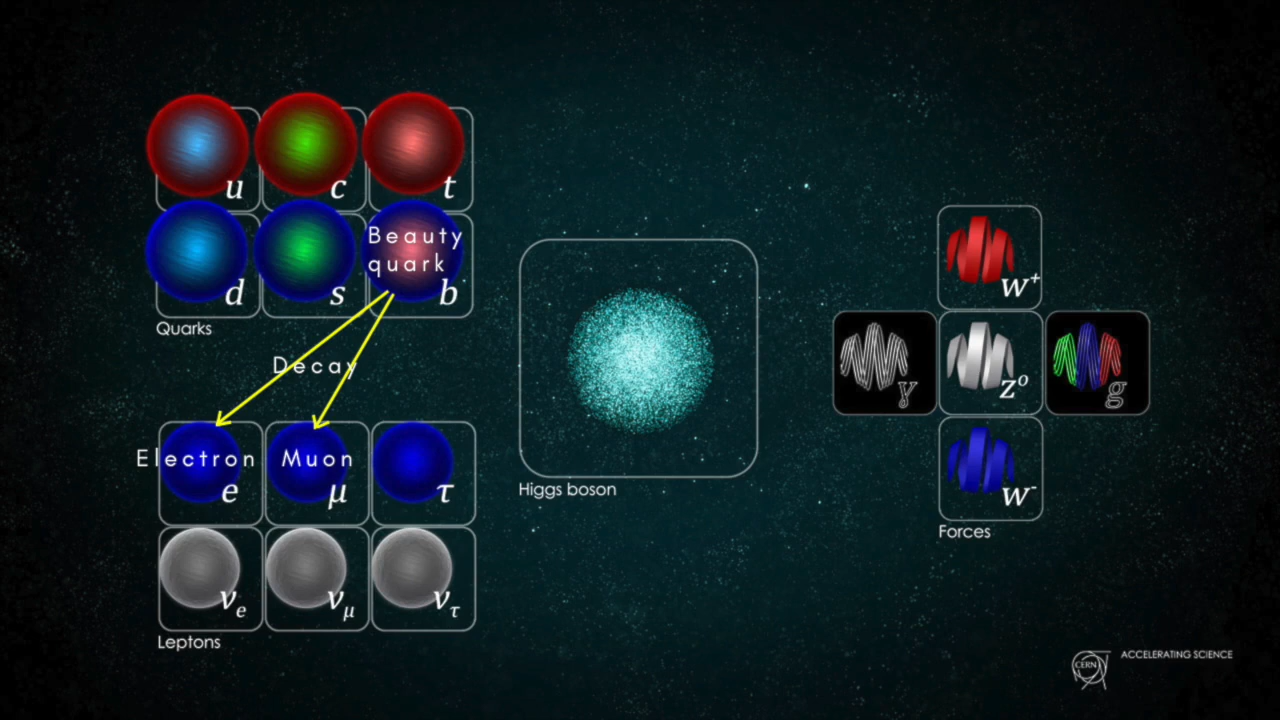 u
c
t
Beauty
quark
d
s
b
Quarks
Decay
Electron
Muon
e
μ
τ
νe
νμ
ντ
Leptons
Higgs boson
W+
γ
Z0
g
W-
Forces
CERN
ACCELERATING SCIENCE